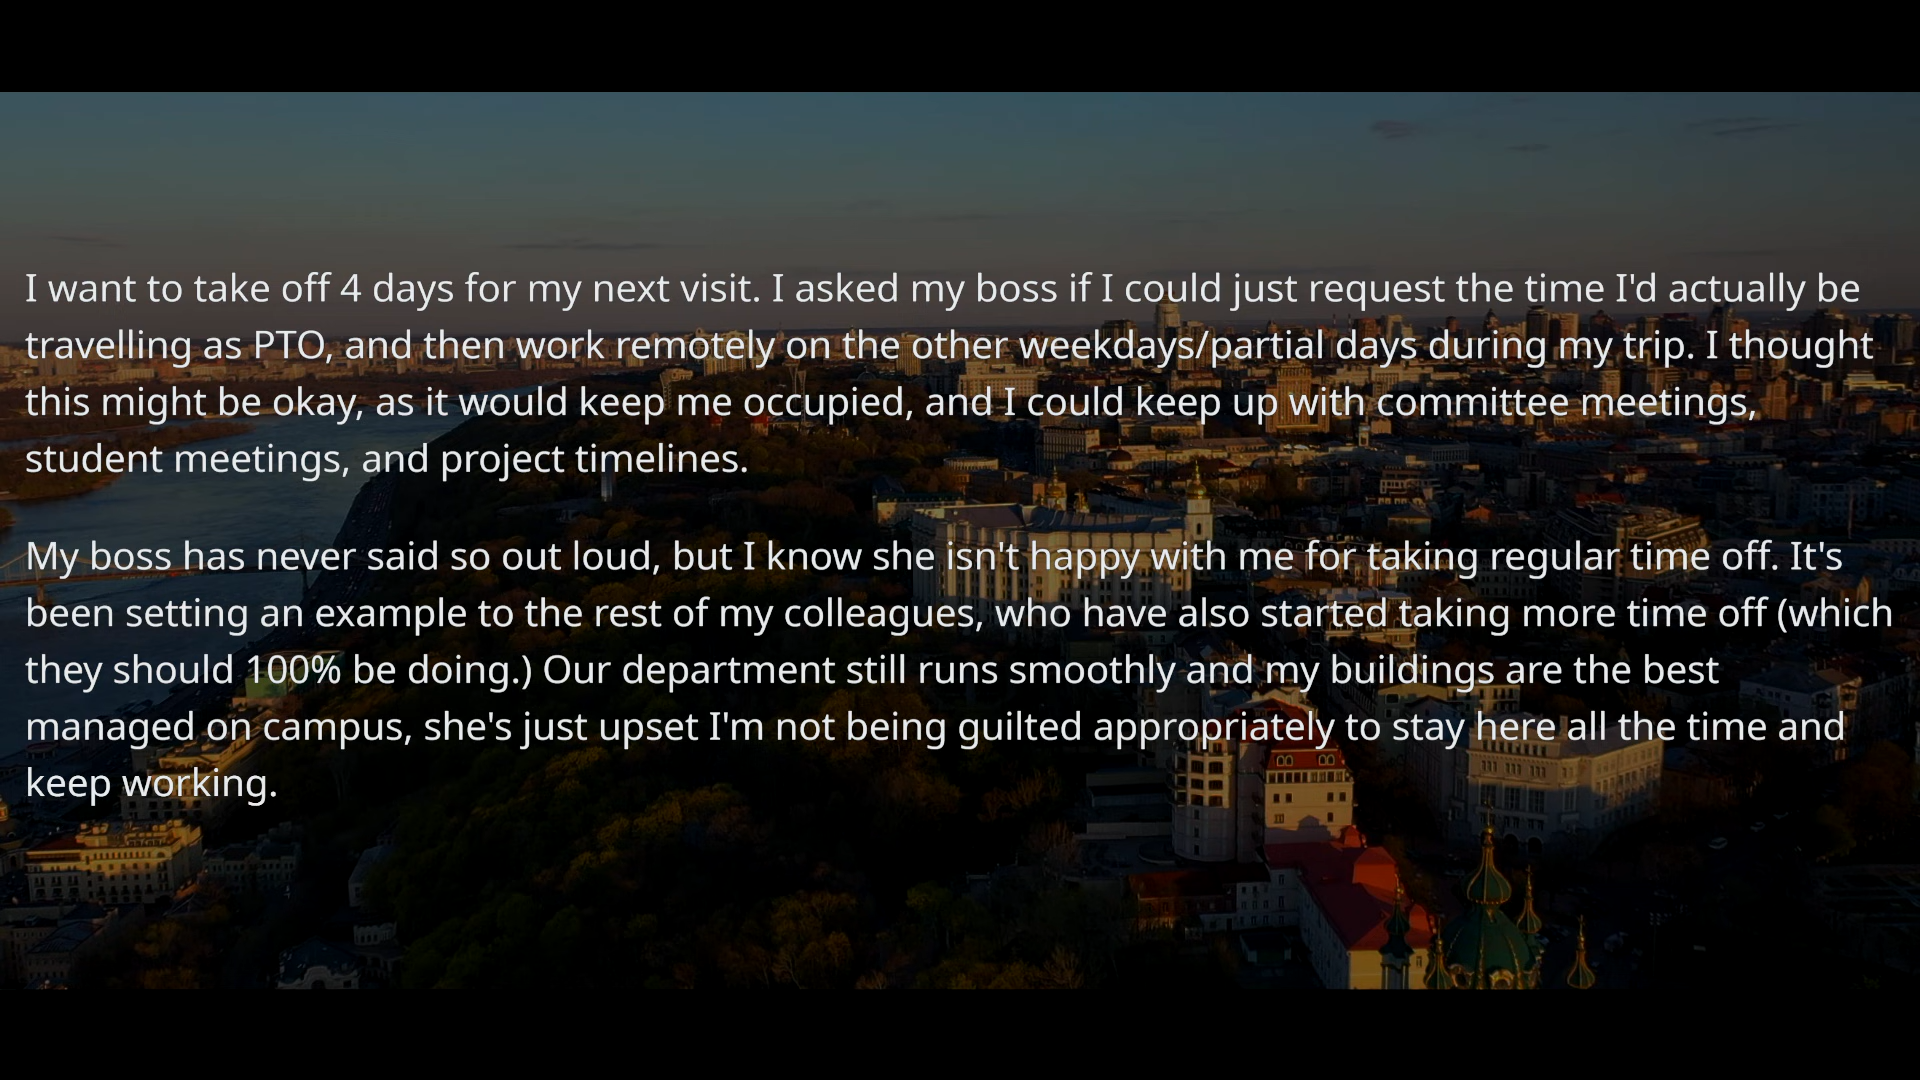 I want to take off 4 days for my next visit. I asked my boss if I could just request the time I'd actually be
travelling as PTO, and then work remotely on the other weekdays/partial days during my trip. I thought
this might be okay, as it would keep me occupied, and I could keep up with committee meetings,
student meetings, and project timelines.
My boss has never said so out loud, but I know she isn't happy with me for taking regular time off. It's
been setting an example to the rest of my colleagues, who have also started taking more time off (which
they should 100% be doing.) Our department still runs smoothly and my buildings are the best
managed on campus, she's just upset I'm not being guilted appropriately to stay here all the time and
keep working.